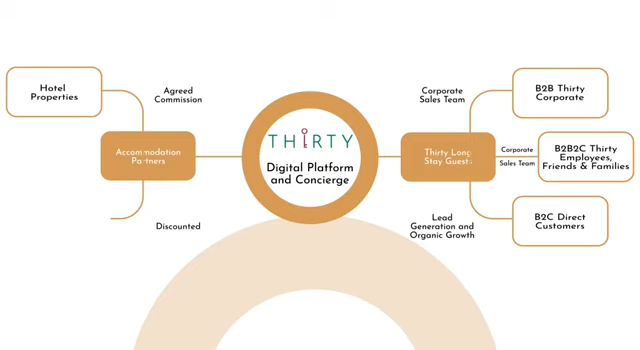 Hotel
Properties
Agreed
Commission
Accommodation
Partners
Discounted
THIRTY
Digital Platform
and Concierge
Corporate
Sales Team
Thirty Long
Stay Guests
Lead
Generation and
Organic Growth
Corporate
Sales Team
B2B Thirty
Corporate
B2B2C Thirty
Employees,
Friends & Families
B2C Direct
Customers